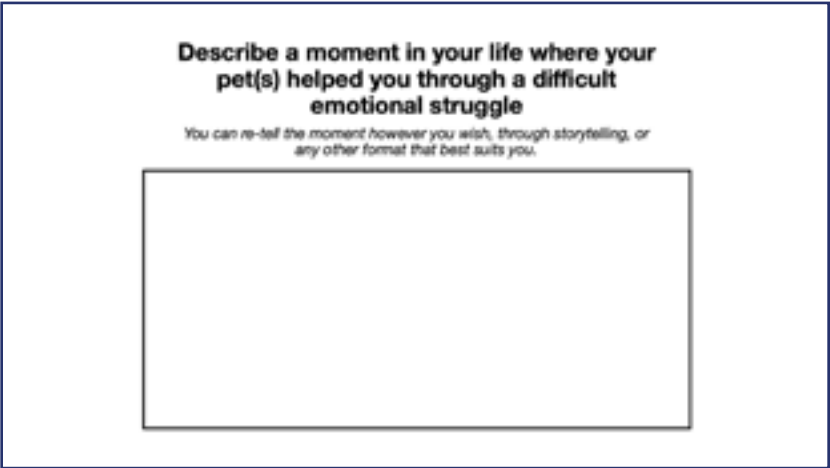 Describe a moment in your life where your
pet(s) helped you through a difficult
emotional struggle
You can re-tell the moment however you wish, through storytelling, or
any other format that best suits you.